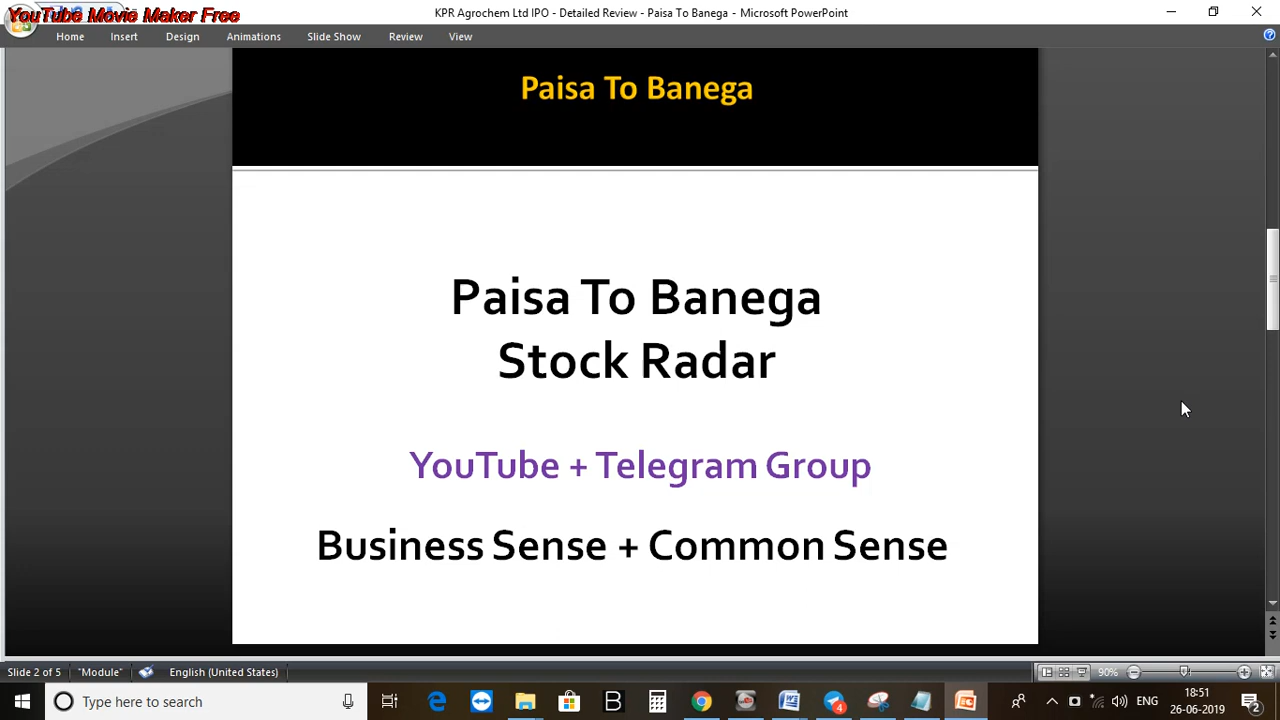 YouTube Movie Maker Free
KPR Agrochem Ltd IPO - Detailed Review - Paisa To Banega - Microsoft PowerPoint
Home Insert Design Animations Slide Show Review View
Paisa To Banega
Paisa To Banega
Stock Radar
YouTube + Telegram Group
Business Sense + Common Sense
Slide 2 of 5 "Module" English (United States) 90%
Type here to search
4
ENG
18:51
26-06-2019
2